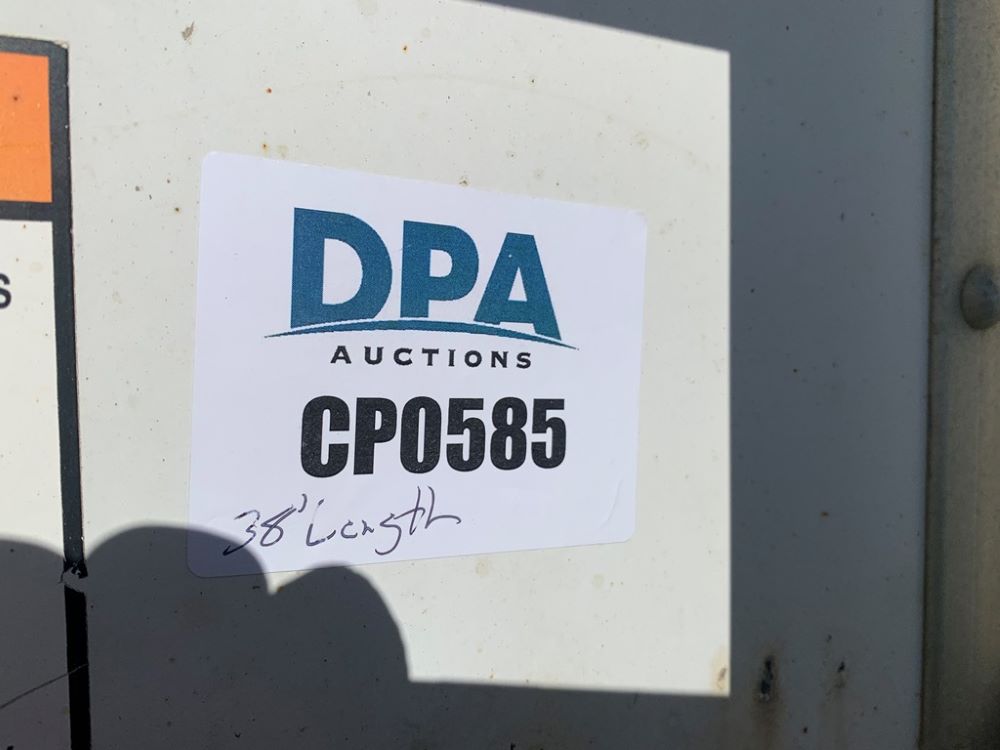 S
DPA
AUCTIONS
CP0585
38' Length